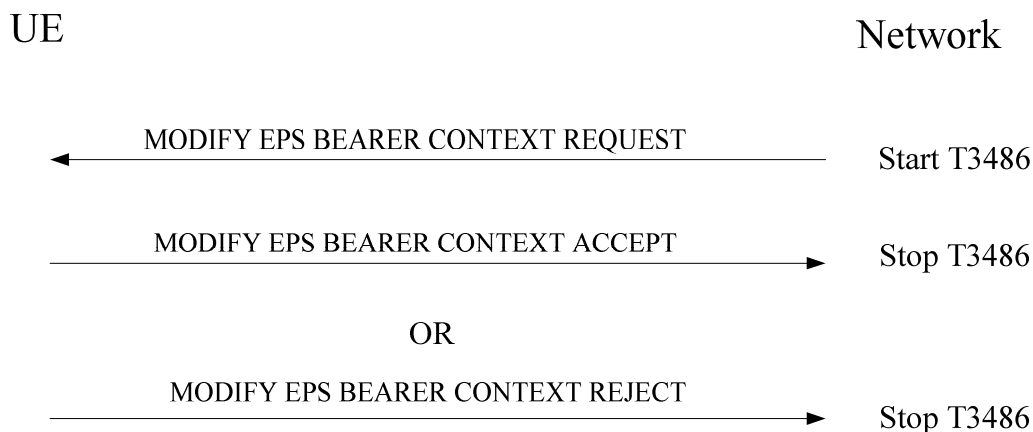 UE
Network
MODIFY EPS BEARER CONTEXT REQUEST
Start T3486
MODIFY EPS BEARER CONTEXT ACCEPT
Stop T3486
OR
MODIFY EPS BEARER CONTEXT REJECT
Stop T3486